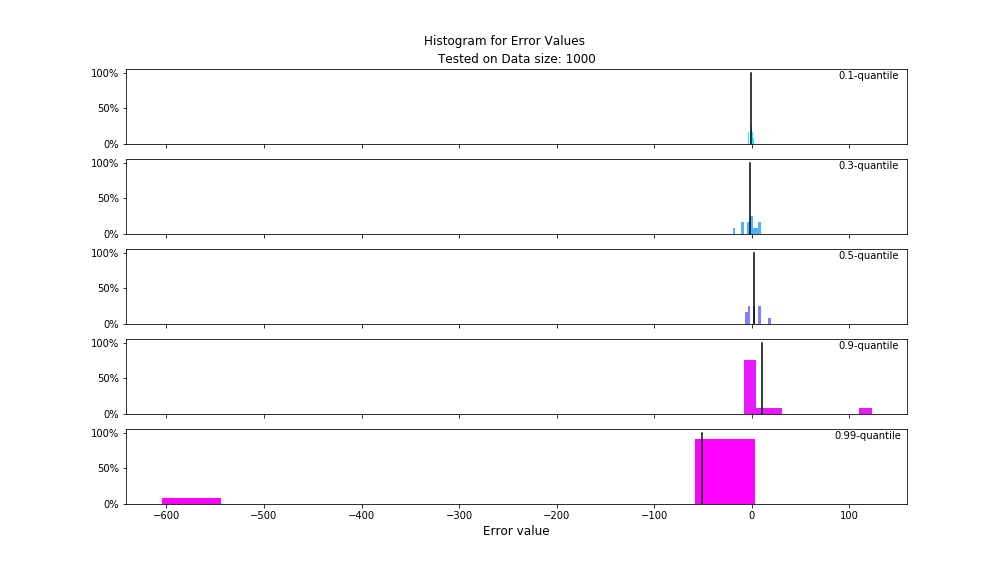 Histogram for Error Values
Tested on Data size: 1000
100% 0.1-quantile
50%
0%
100% 0.3-quantile
50%
0%
100% 0.5-quantile
50%
0%
100% 0.9-quantile
50%
0%
100% 0.99-quantile
50%
0%
−600 −500 −400 −300 −200 −100 0 100
Error value